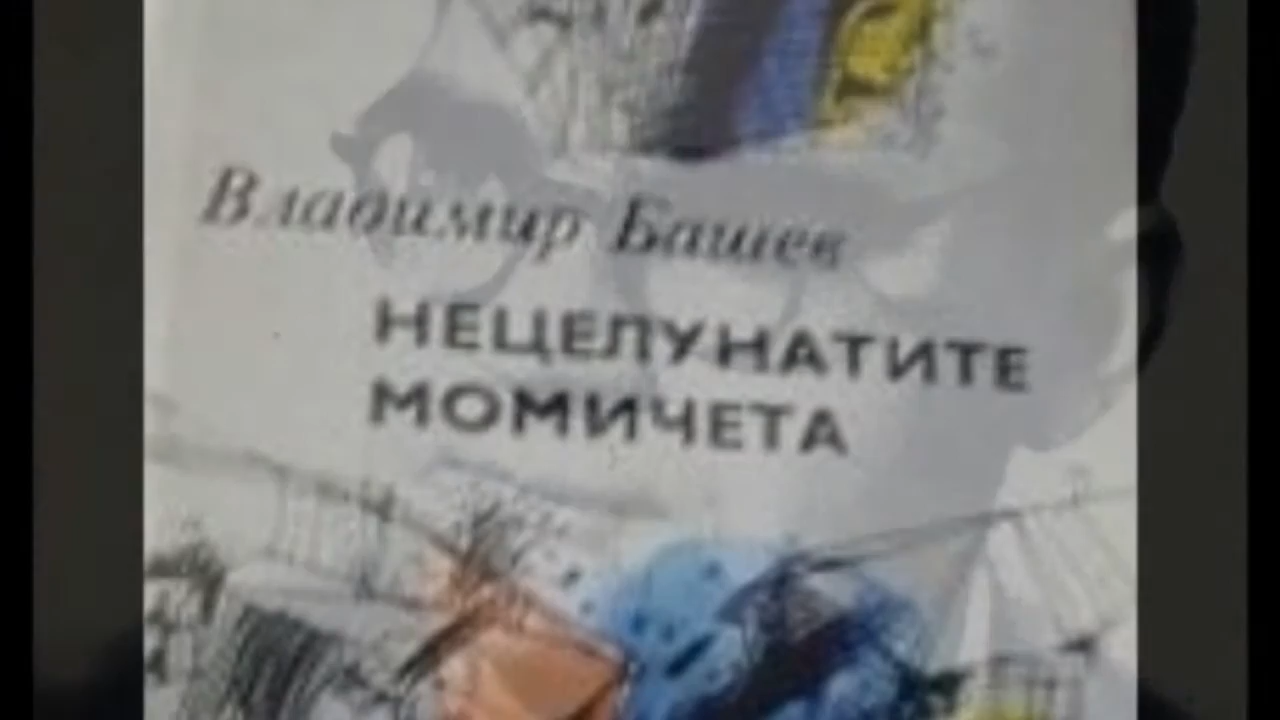 Владимир Башев
НЕЦЕЛУНАТИТЕ
МОМИЧЕТА